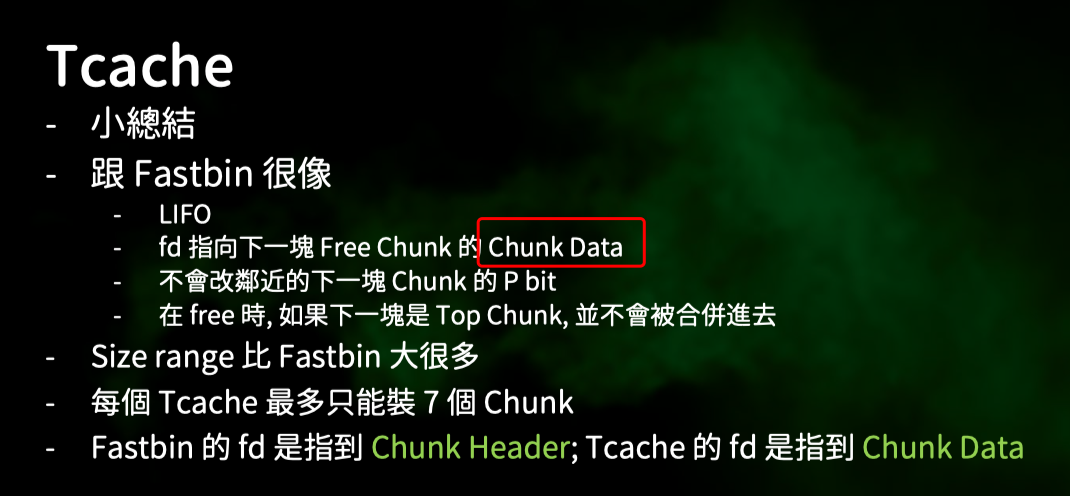 Tcache
- 小總結
- 跟 Fastbin 很像
- LIFO
- fd 指向下一塊 Free Chunk 的 Chunk Data
- 不會改鄰近的下一塊 Chunk 的 P bit
- 在 free 時, 如果下一塊是 Top Chunk, 並不會被合併進去
- Size range 比 Fastbin 大很多
- 每個 Tcache 最多只能裝 7 個 Chunk
- Fastbin 的 fd 是指到 Chunk Header; Tcache 的 fd 是指到 Chunk Data